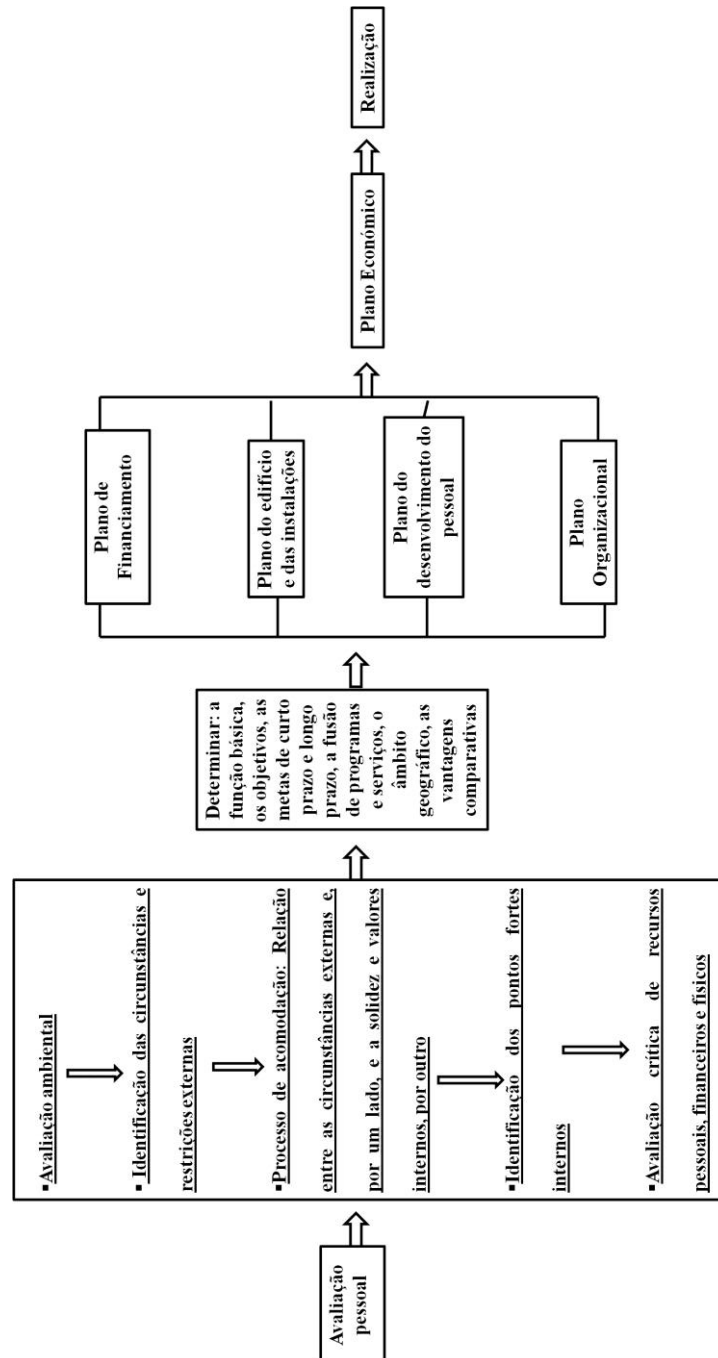 Avaliação
pessoal
▪Avaliação ambiental
▪ Identificação das circunstâncias e
restrições externas
▪Processo de acomodação: Relação
entre as circunstâncias externas e,
por um lado, e a solidez e valores
internos, por outro
▪Identificação dos pontos fortes
internos
▪Avaliação crítica de recursos
pessoais, financeiros e físicos
Determinar: a
função básica,
os objetivos, as
metas de curto
prazo e longo
prazo, a fusão
de programas
e serviços, o
âmbito
geográfico, as
vantagens
comparativas
Plano de
Financiamento
Plano do edifício
e das instalações
Plano do
desenvolvimento do
pessoal
Plano
Organizacional
Plano Económico
Realização